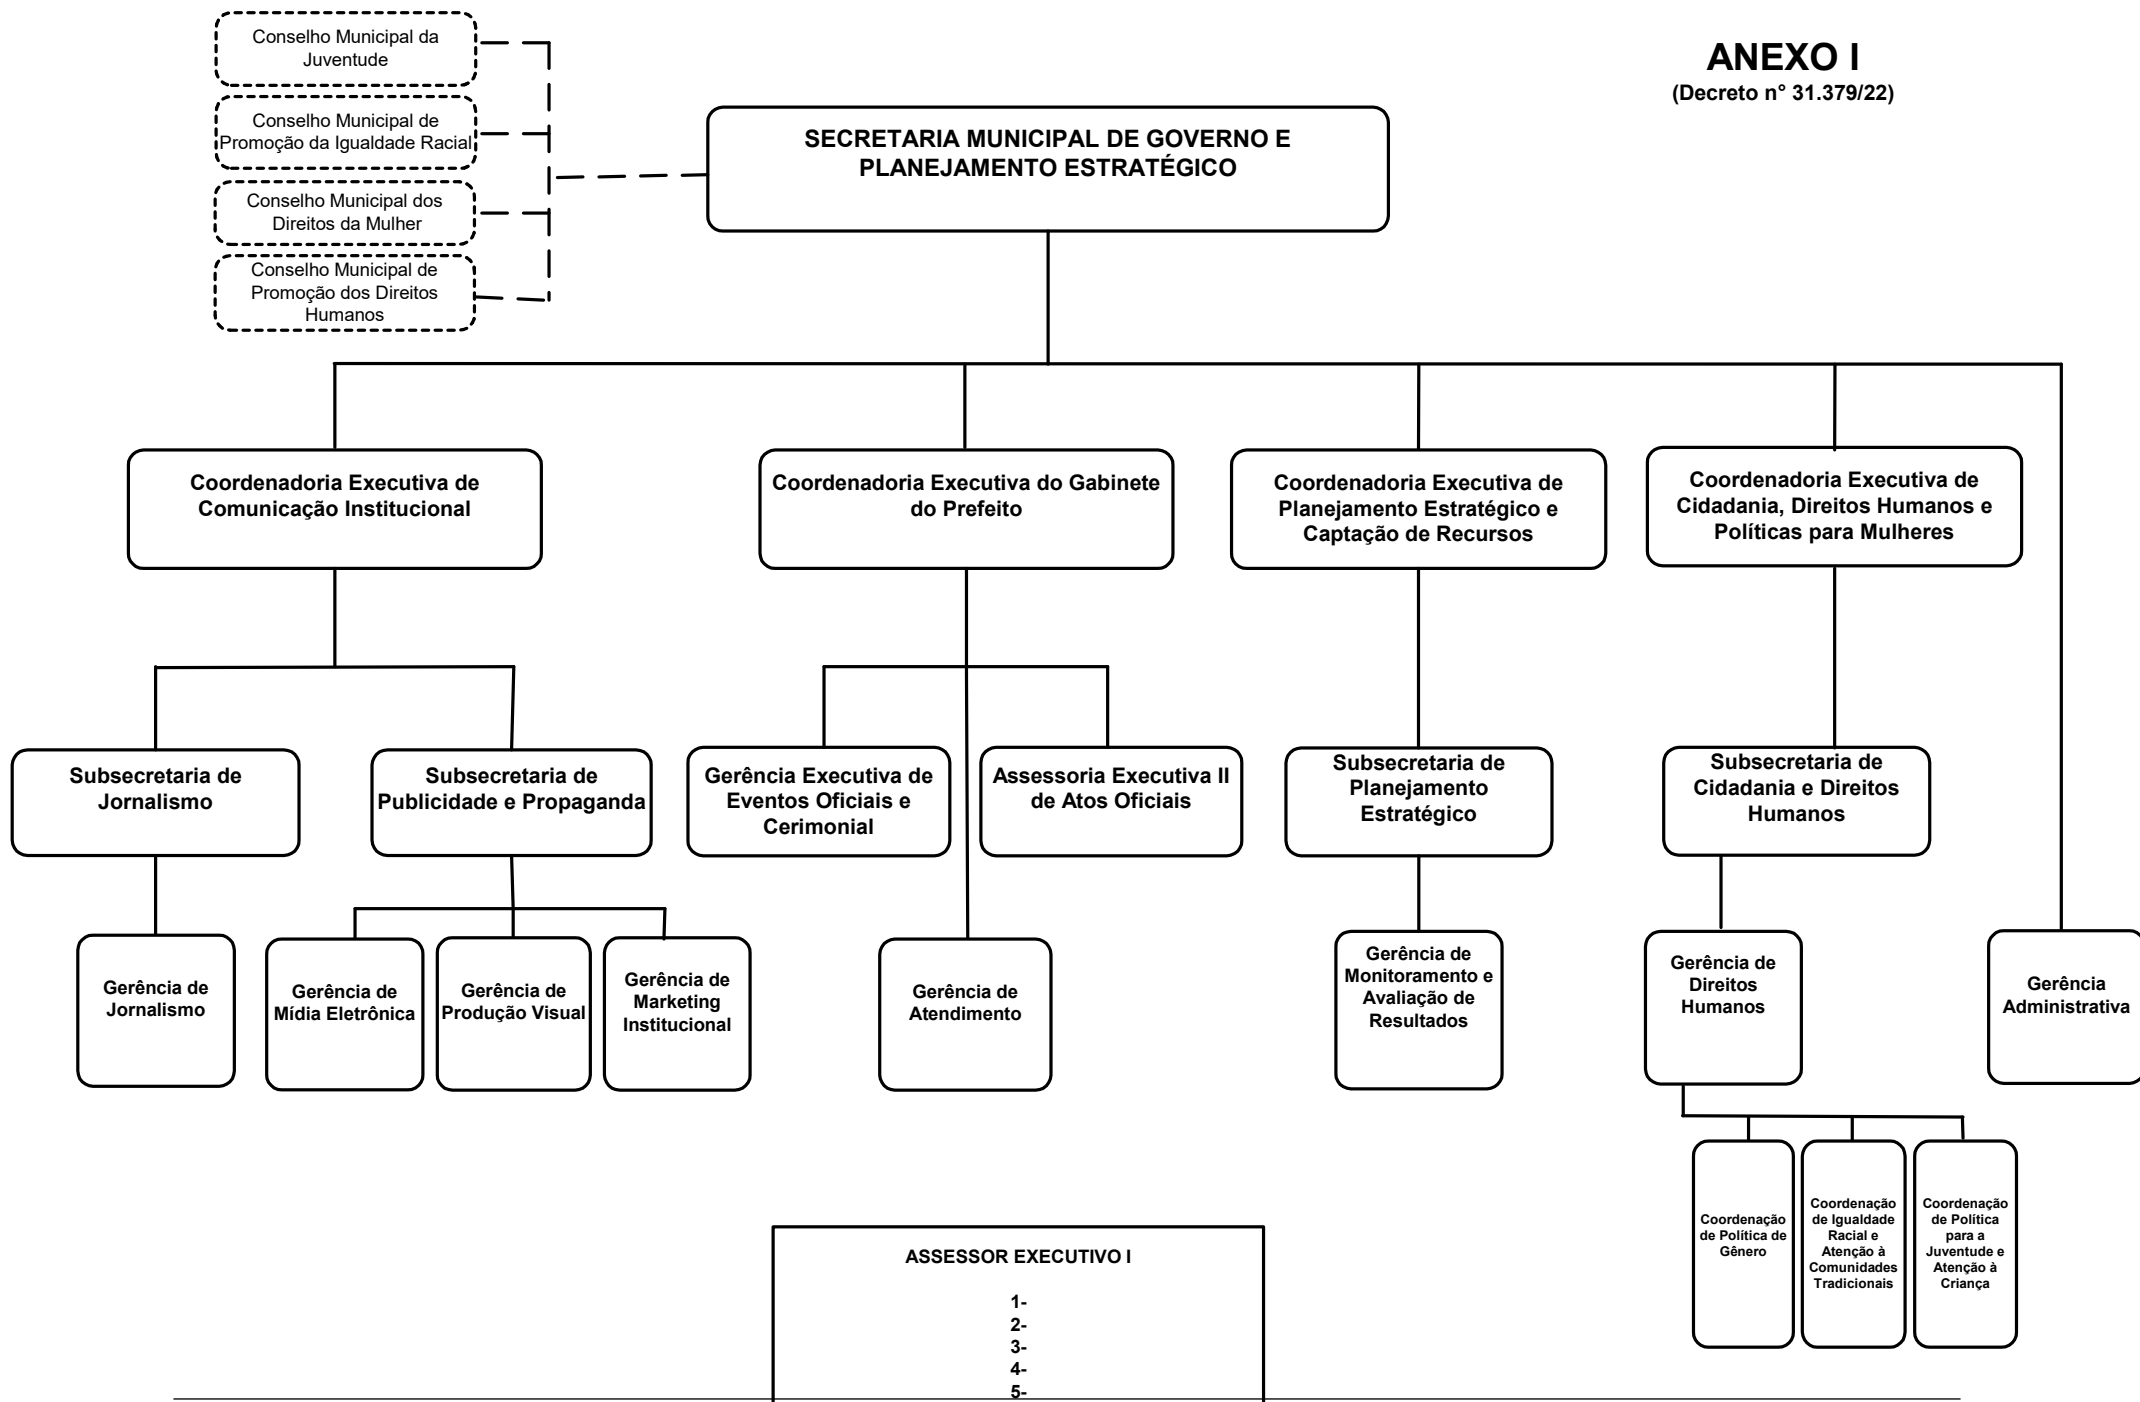 Conselho Municipal da
Juventude
Conselho Municipal de
Promoção da Igualdade Racial
Conselho Municipal dos
Direitos da Mulher
Conselho Municipal de
Promoção dos Direitos
Humanos
ANEXO I
(Decreto n° 31.379/22)
SECRETARIA MUNICIPAL DE GOVERNO E
PLANEJAMENTO ESTRATÉGICO
Coordenadoria Executiva de
Comunicação Institucional
Coordenadoria Executiva do Gabinete
do Prefeito
Coordenadoria Executiva de
Planejamento Estratégico e
Captação de Recursos
Coordenadoria Executiva de
Cidadania, Direitos Humanos e
Políticas para Mulheres
Subsecretaria de
Jornalismo
Subsecretaria de
Publicidade e Propaganda
Gerência Executiva de
Eventos Oficiais e
Cerimonial
Assessoria Executiva II
de Atos Oficiais
Subsecretaria de
Planejamento
Estratégico
Subsecretaria de
Cidadania e Direitos
Humanos
Gerência de
Jornalismo
Gerência de
Mídia Eletrônica
Gerência de
Produção Visual
Gerência de
Marketing
Institucional
Gerência de
Atendimento
Gerência de
Monitoramento e
Avaliação de
Resultados
Gerência de
Direitos
Humanos
Gerência
Administrativa
Coordenação
de Política de
Gênero
Coordenação
de Igualdade
Racial e
Atenção à
Comunidades
Tradicionais
Coordenação
de Política
para a
Juventude e
Atenção à
Criança
ASSESSOR EXECUTIVO I
1-
2-
3-
4-
5-